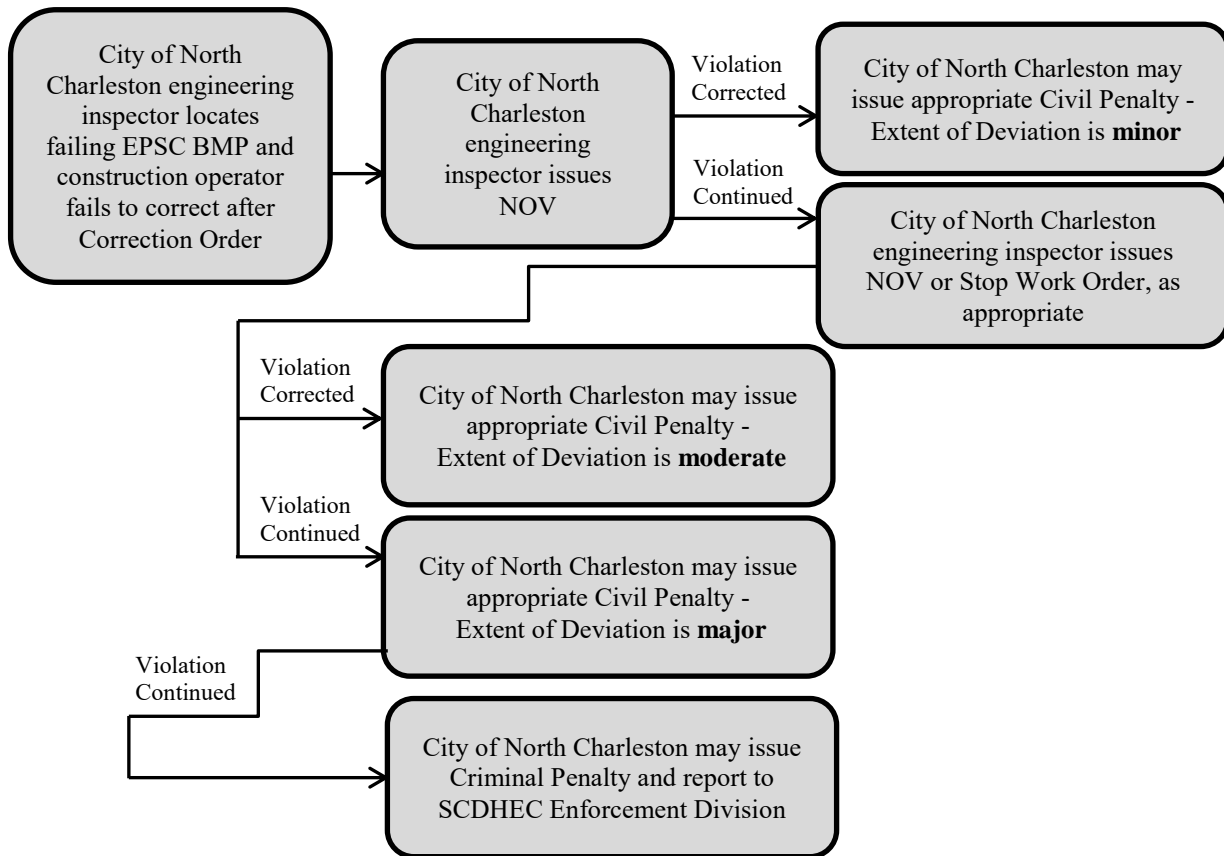 City of North
Charleston engineering
inspector locates
failing EPSC BMP and
construction operator
fails to correct after
Correction Order
City of North
Charleston
engineering
inspector issues
NOV
Violation
Corrected
City of North Charleston may
issue appropriate Civil Penalty -
Extent of Deviation is minor
Violation
Continued
City of North Charleston
engineering inspector issues
NOV or Stop Work Order, as
appropriate
Violation
Corrected
City of North Charleston may issue
appropriate Civil Penalty -
Extent of Deviation is moderate
Violation
Continued
City of North Charleston may issue
appropriate Civil Penalty -
Extent of Deviation is major
Violation
Continued
City of North Charleston may issue
Criminal Penalty and report to
SCDHEC Enforcement Division